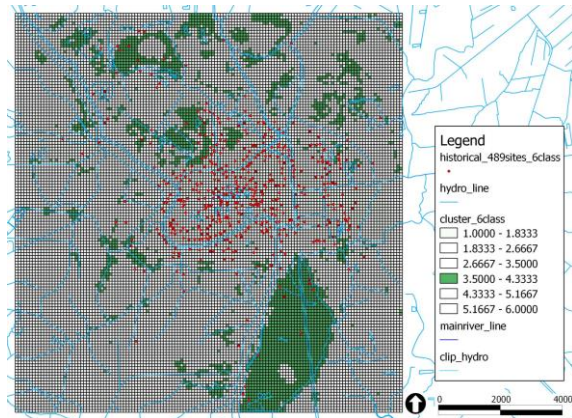 Legend
historical_489sites_6class
hydro_line
cluster_6class
1.0000 - 1.8333
1.8333 - 2.6667
2.6667 - 3.5000
3.5000 - 4.3333
4.3333 - 5.1667
5.1667 - 6.0000
mainriver_line
clip_hydro
0 2000 4000